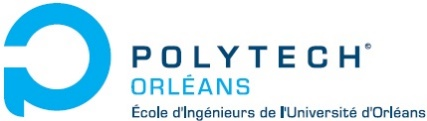 POLYTECH®
ORLÉANS
École d'Ingénieurs de l'Université d'Orléans